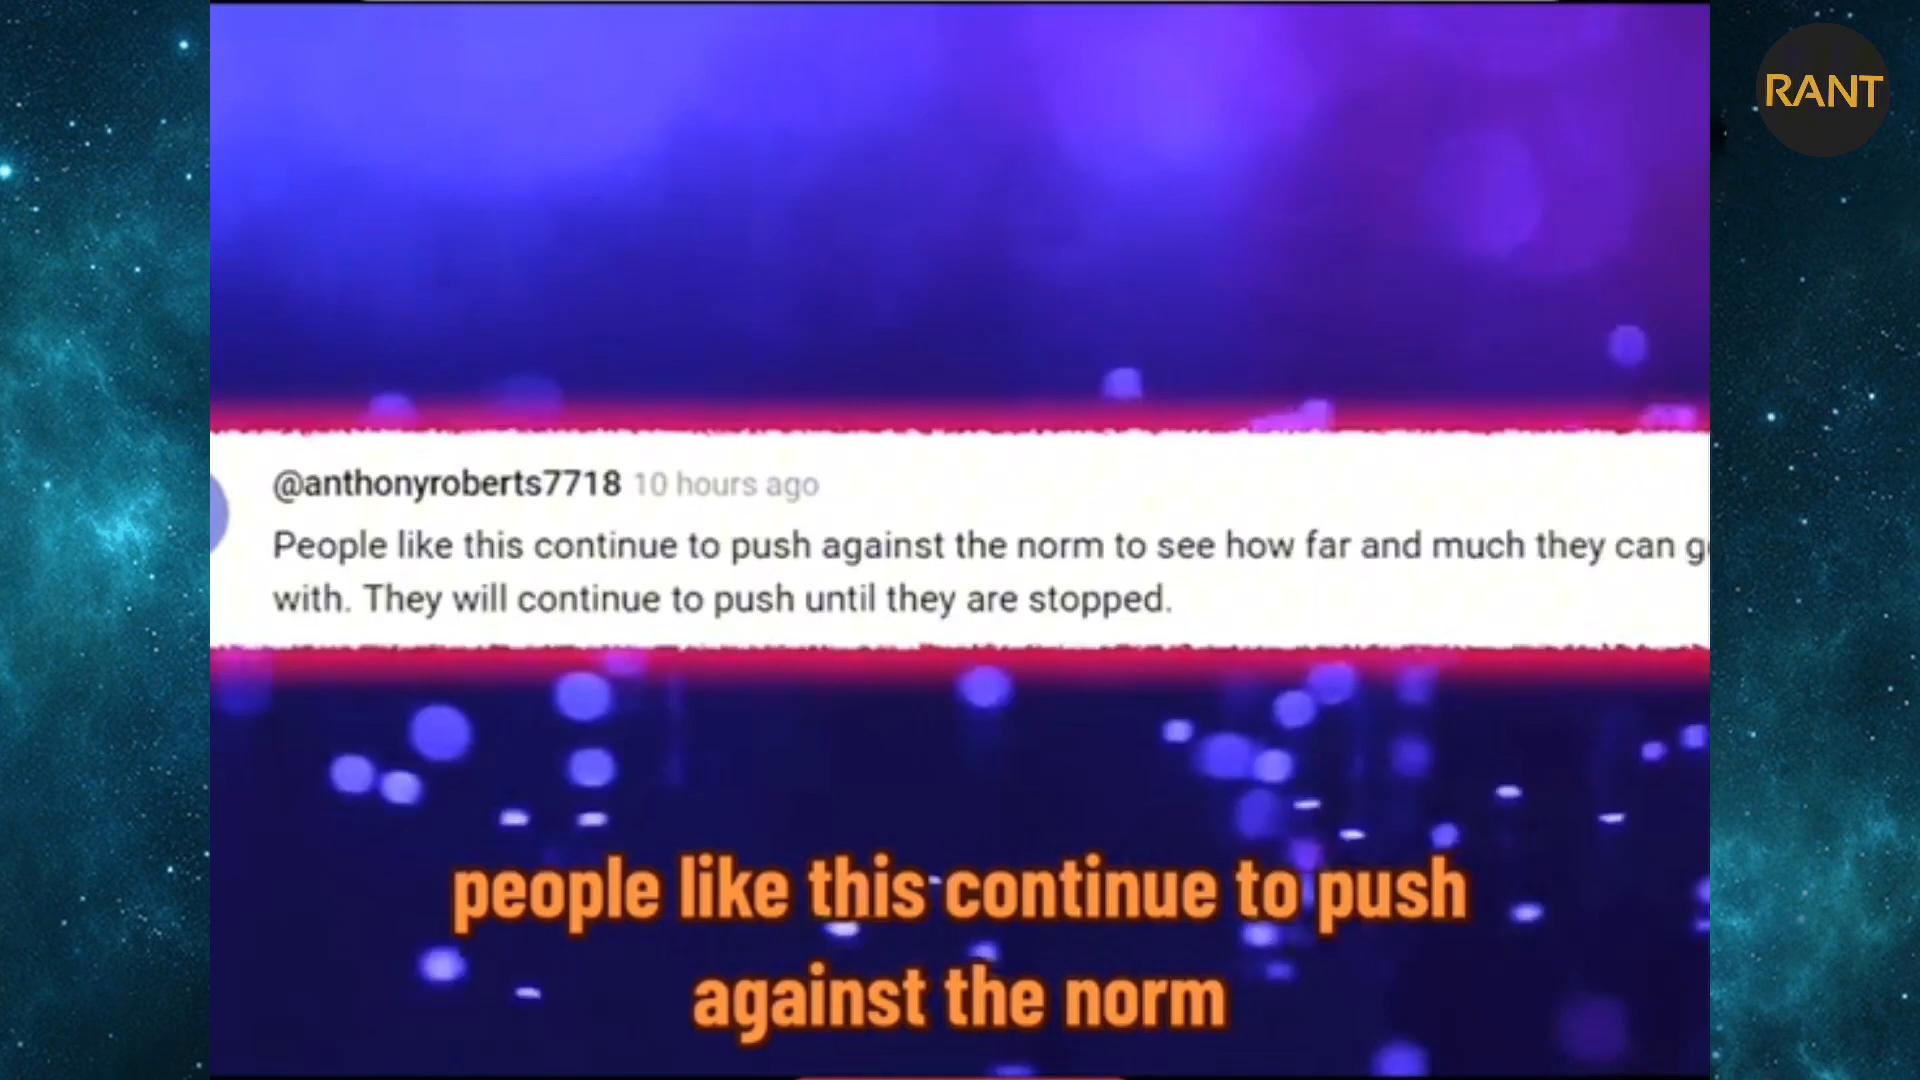 RANT
@anthonyroberts7718 10 hours ago
People like this continue to push against the norm to see how far and much they can
with. They will continue to push until they are stopped.
people like this continue to push
against the norm